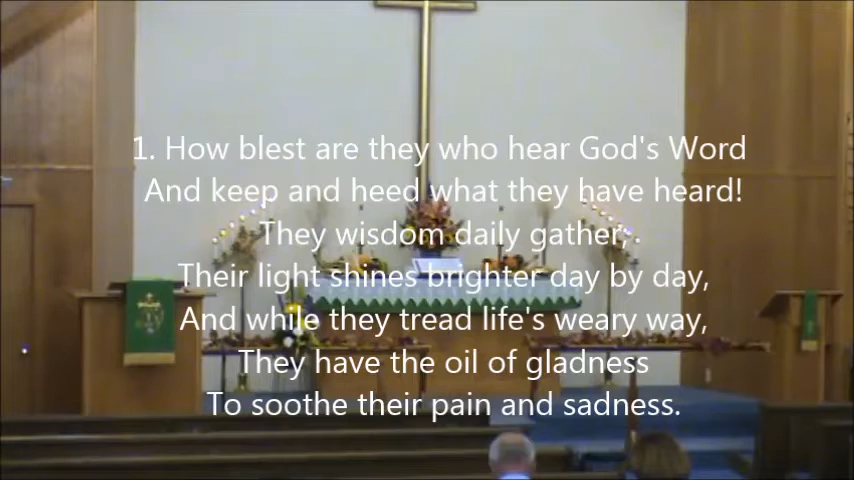 1. How blest are they who hear God's Word
And keep and heed what they have heard!
They wisdom daily gather;
Their light shines brighter day by day,
And while they tread life's weary way,
They have the oil of gladness
To soothe their pain and sadness.